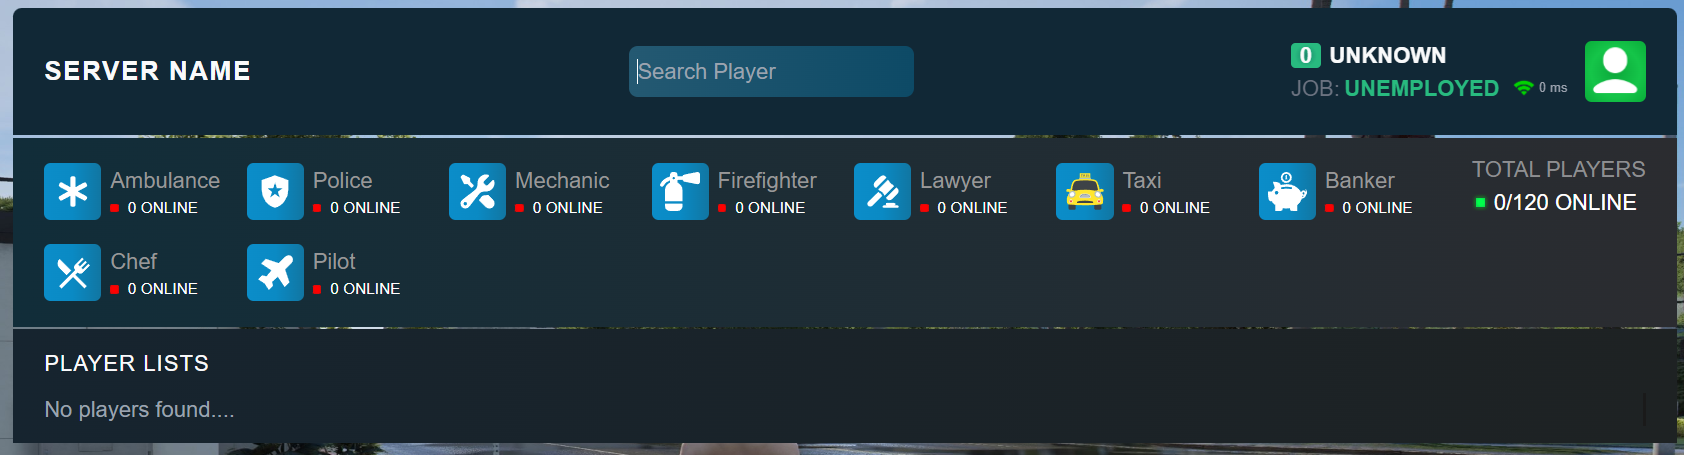 SERVER NAME
Search Player
0 UNKNOWN
JOB: UNEMPLOYED 0 ms
Ambulance
0 ONLINE
Police
0 ONLINE
Mechanic
0 ONLINE
Firefighter
0 ONLINE
Lawyer
0 ONLINE
Taxi
0 ONLINE
Banker
0 ONLINE
TOTAL PLAYERS
0/120 ONLINE
Chef
0 ONLINE
Pilot
0 ONLINE
PLAYER LISTS
No players found....